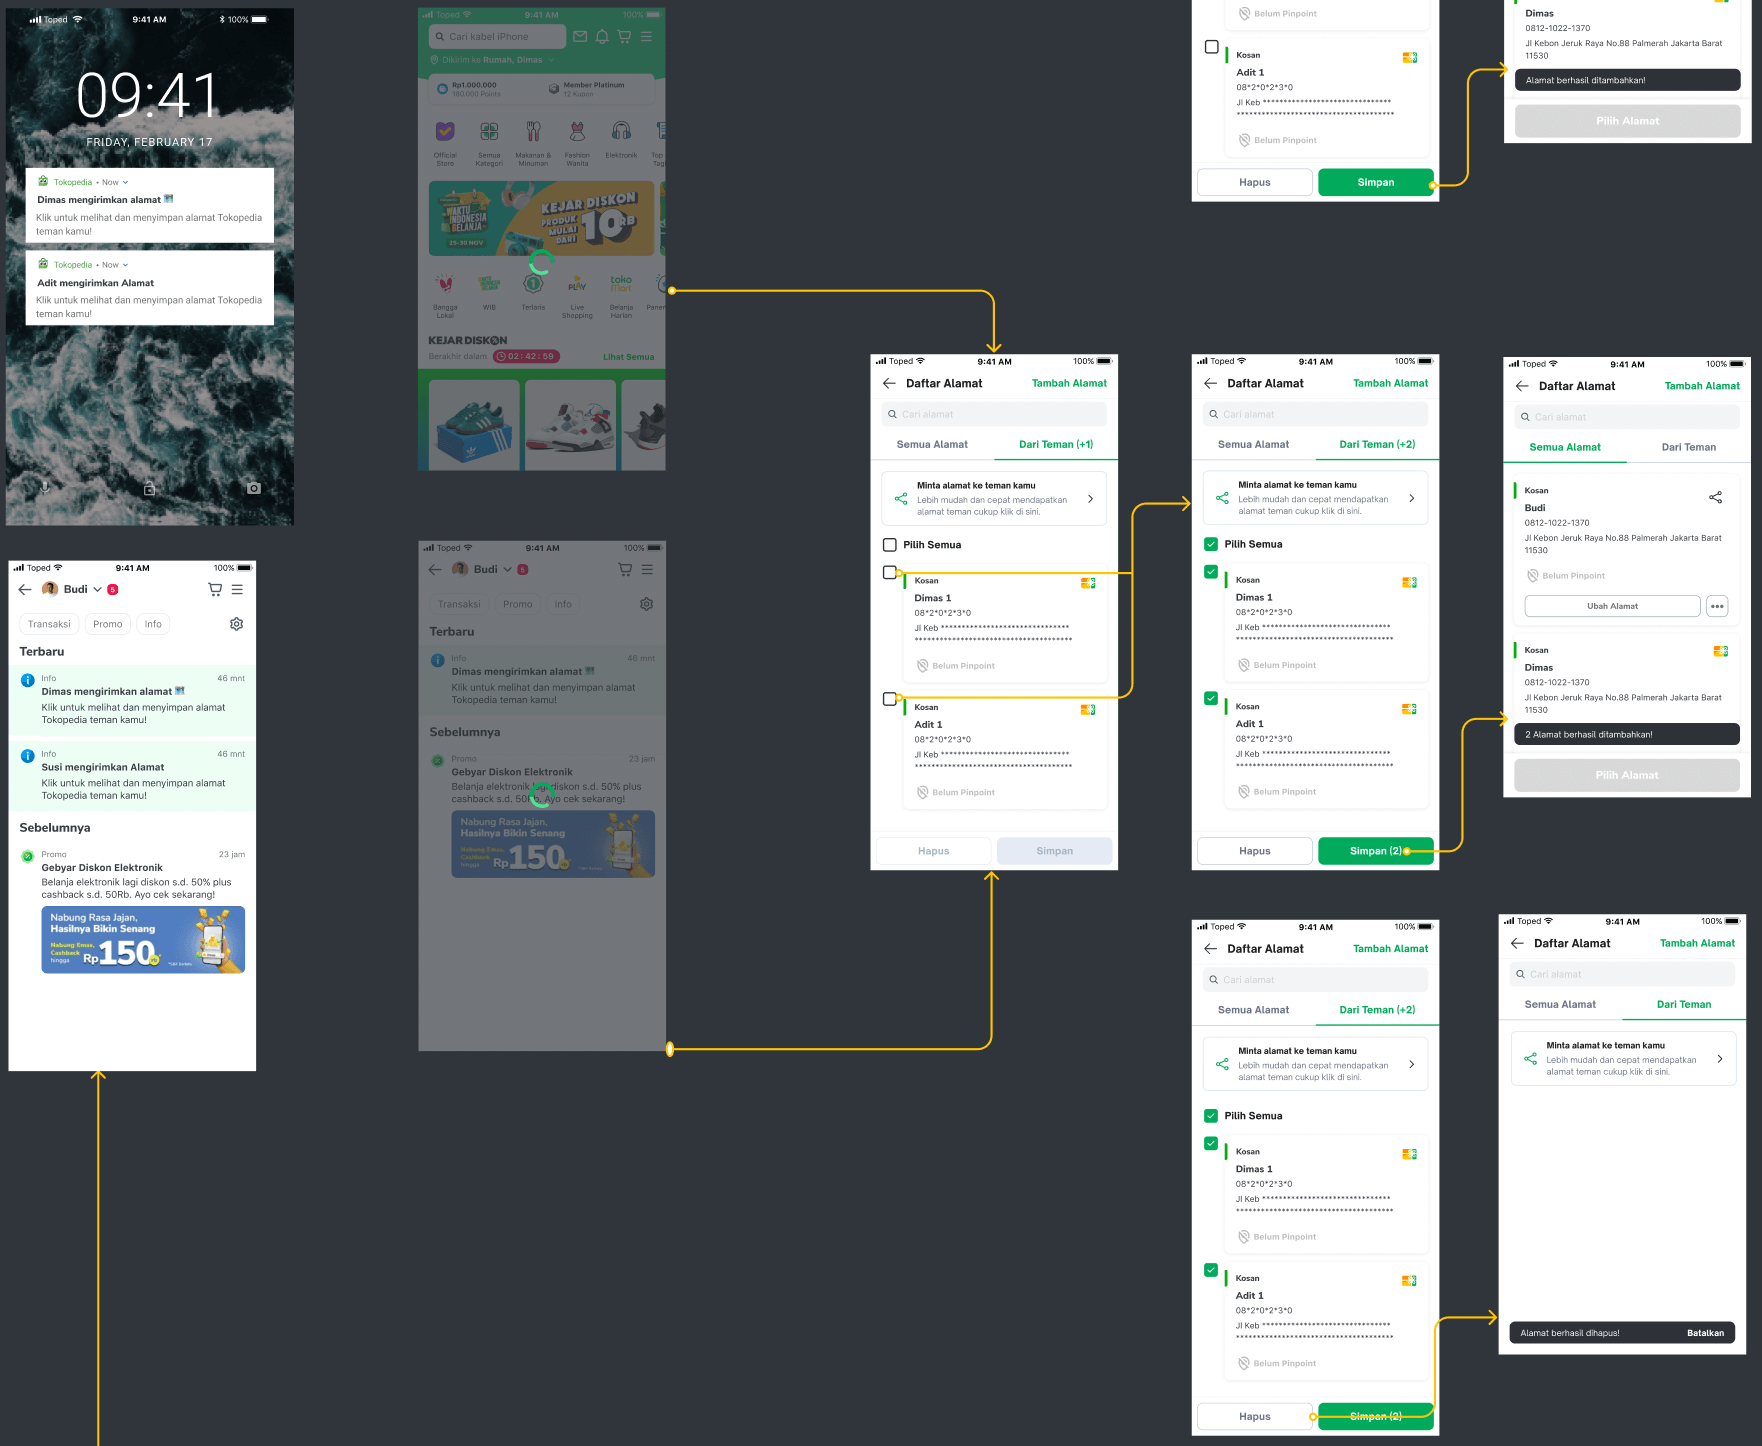 Toped 9:41 AM 100%
09:41
FRIDAY, FEBRUARY 17
Tokopedia • Now
Dimas mengirimkan alamat
Klik untuk melihat dan menyimpan alamat Tokopedia
teman kamu!
Tokopedia • Now
Adit mengirimkan Alamat
Klik untuk melihat dan menyimpan alamat Tokopedia
teman kamu!
Toped 9:41 AM 100%
Budi 5
Transaksi Promo Info
Terbaru
Info 46 mnt
Dimas mengirimkan alamat
Klik untuk melihat dan menyimpan alamat
Tokopedia teman kamu!
Info 46 mnt
Susi mengirimkan Alamat
Klik untuk melihat dan menyimpan alamat
Tokopedia teman kamu!
Sebelumnya
Promo 23 jam
Gebyar Diskon Elektronik
Belanja elektronik lagi diskon s.d. 50% plus
cashback s.d. 50Rb. Ayo cek sekarang!
Nabung Rasa Jajan,
Hasilnya Bikin Senang
Nabung Emas,
Cashback
hingga Rp150
Toped 9:41 AM 100%
Cari kabel iPhone
Dikirim ke Rumah, Dimas
Rp1.000.000
160.000 Points
Member Platinum
12 Kupon
Official
Store
Semua
Kategori
Makanan &
Minuman
Fashion
Wanita
Elektronik
Top
Tag
WAKTU
INDONESIA
BELANJA
25-30 NOV
KEJAR DISKON
PRODUK
MULAI
DARI
10RB
Bangga
Lokal
WIB
Terlaris
PLAY
Live
Shopping
toko
mart
Belanja
Harian
KEJAR DISKON
Berakhir dalam 02 : 42 : 59 Lihat Semua
Toped 9:41 AM 100%
Budi 5
Transaksi Promo Info
Terbaru
Info 46 mnt
Dimas mengirimkan alamat
Klik untuk melihat dan menyimpan alamat
Tokopedia teman kamu!
Sebelumnya
Promo 23 jam
Gebyar Diskon Elektronik
Belanja elektronik diskon s.d. 50% plus
cashback s.d. 50 Ayo cek sekarang!
Nabung Rasa Jajan,
Hasilnya Bikin Senang
Nabung Emas,
Cashback
hingga Rp150
Toped 9:41 AM 100%
Daftar Alamat Tambah Alamat
Cari alamat
Semua Alamat Dari Teman (+1)
Minta alamat ke teman kamu
Lebih mudah dan cepat mendapatkan
alamat teman cukup klik di sini.
Pilih Semua
Kosan
Dimas 1
08*2*0*2*3*0
Jl Keb *******************************
**************************************
Belum Pinpoint
Kosan
Adit 1
08*2*0*2*3*0
Jl Keb *******************************
**************************************
Belum Pinpoint
Hapus Simpan
Belum Pinpoint
Kosan
Adit 1
08*2*0*2*3*0
Jl Keb *******************************
**************************************
Belum Pinpoint
Hapus Simpan
Toped 9:41 AM 100%
Daftar Alamat Tambah Alamat
Cari alamat
Semua Alamat Dari Teman (+2)
Minta alamat ke teman kamu
Lebih mudah dan cepat mendapatkan
alamat teman cukup klik di sini.
Pilih Semua
Kosan
Dimas 1
08*2*0*2*3*0
Jl Keb *******************************
**************************************
Belum Pinpoint
Kosan
Adit 1
08*2*0*2*3*0
Jl Keb *******************************
**************************************
Belum Pinpoint
Hapus Simpan (2)
Toped 9:41 AM 100%
Daftar Alamat Tambah Alamat
Cari alamat
Semua Alamat Dari Teman (+2)
Minta alamat ke teman kamu
Lebih mudah dan cepat mendapatkan
alamat teman cukup klik di sini.
Pilih Semua
Kosan
Dimas 1
08*2*0*2*3*0
Jl Keb *******************************
**************************************
Belum Pinpoint
Kosan
Adit 1
08*2*0*2*3*0
Jl Keb *******************************
**************************************
Belum Pinpoint
Hapus Simpan (2)
Dimas
0812-1022-1370
Jl Kebon Jeruk Raya No.88 Palmerah Jakarta Barat
11530
Alamat berhasil ditambahkan!
Pilih Alamat
Toped 9:41 AM 100%
Daftar Alamat Tambah Alamat
Cari alamat
Semua Alamat Dari Teman
Kosan
Budi
0812-1022-1370
Jl Kebon Jeruk Raya No.88 Palmerah Jakarta Barat
11530
Belum Pinpoint
Ubah Alamat
Kosan
Dimas
0812-1022-1370
Jl Kebon Jeruk Raya No.88 Palmerah Jakarta Barat
11530
2 Alamat berhasil ditambahkan!
Pilih Alamat
Toped 9:41 AM 100%
Daftar Alamat Tambah Alamat
Cari alamat
Semua Alamat Dari Teman
Minta alamat ke teman kamu
Lebih mudah dan cepat mendapatkan
alamat teman cukup klik di sini.
Alamat berhasil dihapus! Batalkan